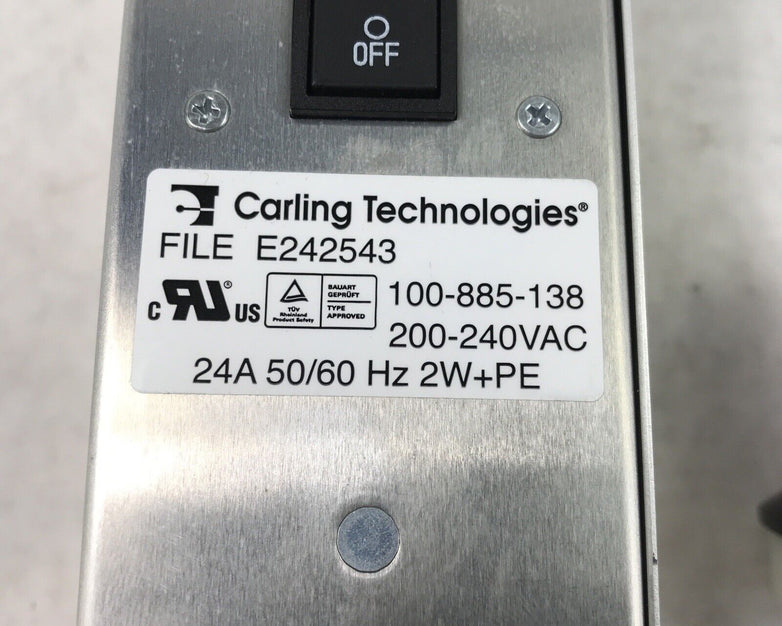 OFF
Carling Technologies®
FILE E242543
C RU® US
TÜV
Rheinland
Product Safety
BAUART
GEPRÜFT
TYPE
APPROVED
100-885-138
200-240VAC
24A 50/60 Hz 2W+PE